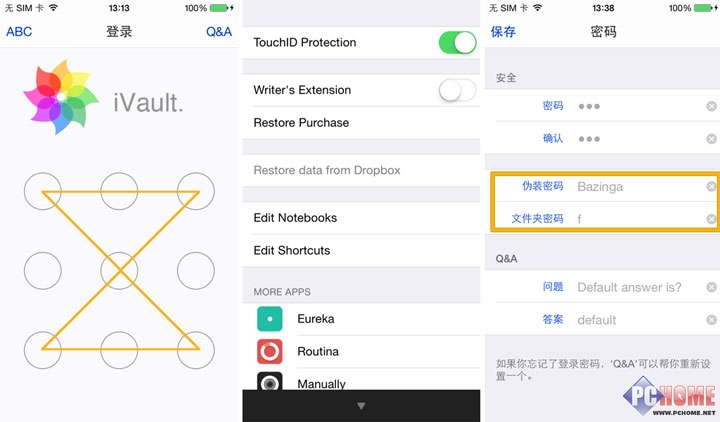 无 SIM 卡 13:13 100%
ABC 登录 Q&A
iVault.
TouchID Protection
Writer's Extension
Restore Purchase
Restore data from Dropbox
Edit Notebooks
Edit Shortcuts
MORE APPS
Eureka
Routina
Manually
无 SIM 卡 13:38 100%
保存 密码
安全
密码 ●●●
确认 ●●●
伪装密码 Bazinga
文件夹密码 f
Q&A
问题 Default answer is?
答案 default
如果你忘记了登录密码，'Q&A'可以帮你重新设
置一个。
PCHOME
WWW.PCHOME.NET